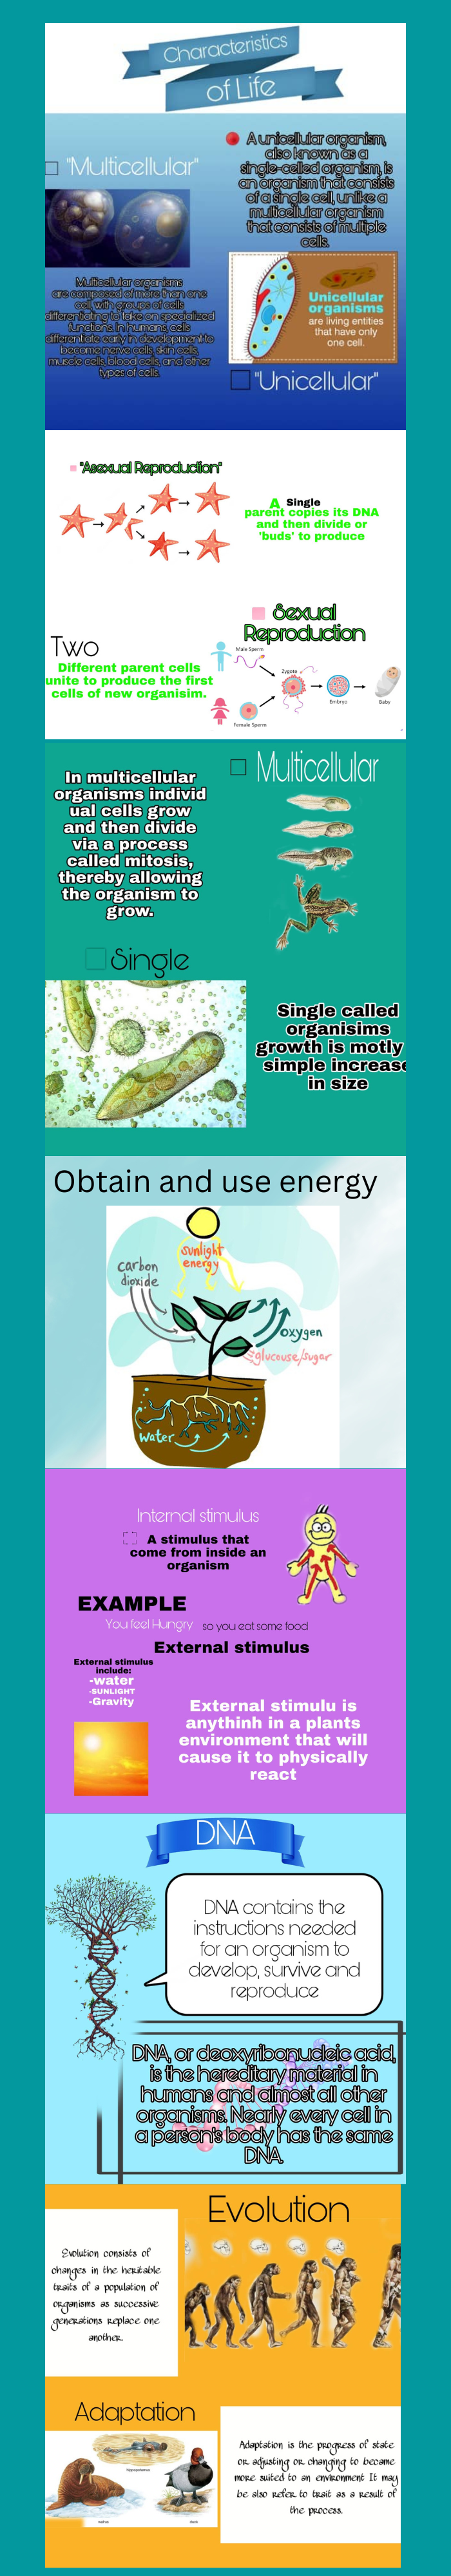 Characteristics
of Life
"Multicellular"
A unicellular organism,
also known as a
single-celled organism, is
an organism that consists
of a single cell, unlike a
multicellular organism
that consists of multiple
cells.
Multicellular organisms
are composed of more than one
cell, with groups of cells
differentiating to take on specialized
functions. In humans, cells
differentiate early in development to
become nerve cells, skin cells,
muscle cells, blood cells, and other
types of cells.
Unicellular
organisms
are living entities
that have only
one cell.
"Unicellular"
"Asexual Reproduction"
A Single
parent copies its DNA
and then divide or
'buds' to produce
Sexual
Reproduction
Two
Different parent cells
unite to produce the first
cells of new organisim.
Male Sperm
Zygote
Embryo
Baby
Female Sperm
Multicellular
In multicellular
organisms individ
ual cells grow
and then divide
via a process
called mitosis,
thereby allowing
the organism to
grow.
Single
Single called
organisims
growth is motly
simple increase
in size
Obtain and use energy
sunlight
energy
carbon
dioxide
oxygen
glucouse/sugar
water
Internal stimulus
A stimulus that
come from inside an
organism
EXAMPLE
You feel Hungry so you eat some food
External stimulus
External stimulus
include:
-water
-SUNLIGHT
-Gravity
External stimulu is
anythinh in a plants
environment that will
cause it to physically
react
DNA
DNA contains the
instructions needed
for an organism to
develop, survive and
reproduce
DNA, or deoxyribonucleic acid,
is the hereditary material in
humans and almost all other
organisms. Nearly every cell in
a person's body has the same
DNA.
Evolution
Evolution consists of
changes in the heritable
traits of a population of
organisms as successive
generations replace one
another.
Adaptation
hippopotamus
walrus
duck
Adaptation is the progress of state
or adjusting or changing to became
more suited to an environment It may
be also refer to trait as a result of
the process.